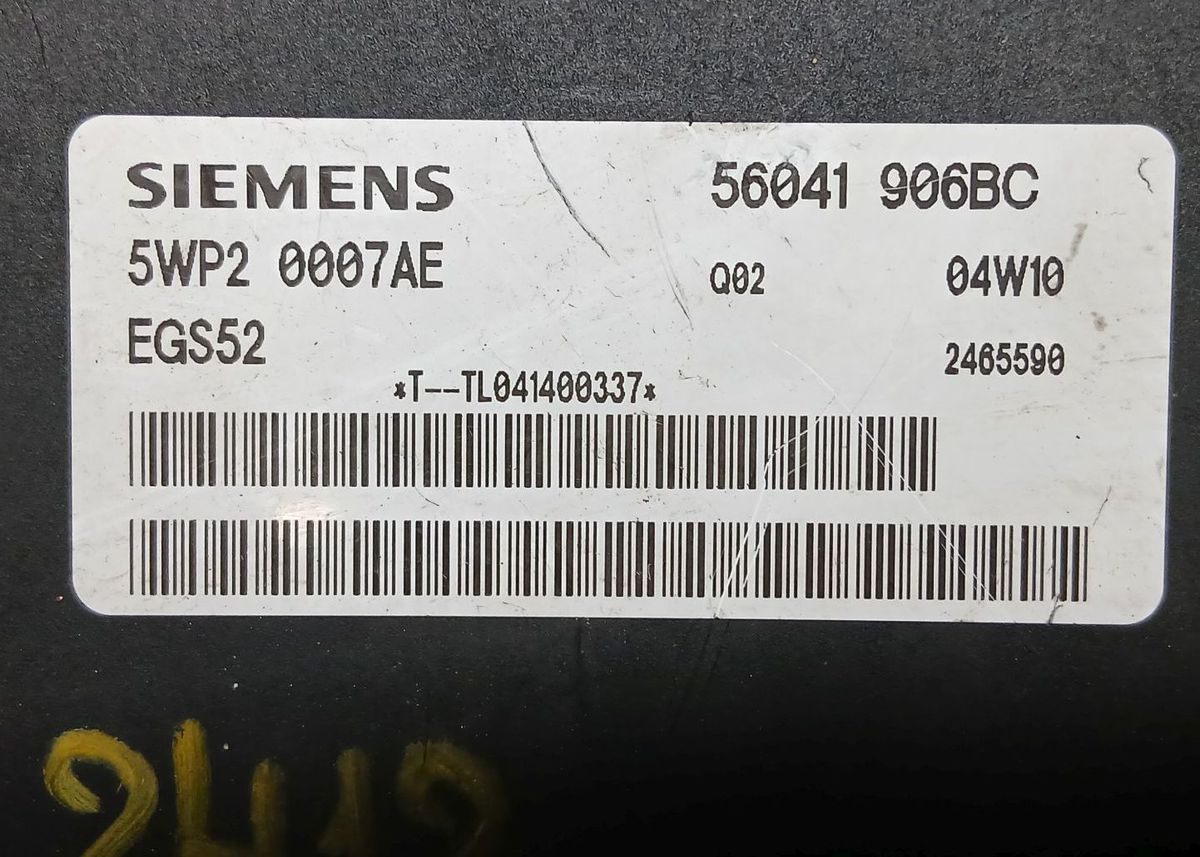 SIEMENS 56041 906BC
5WP2 0007AE Q02 04W10
EGS52 2465590
*T--TL041400337*